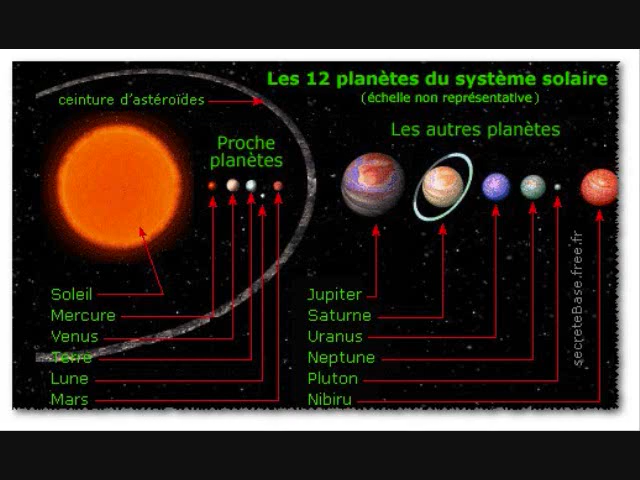 Les 12 planètes du système solaire
(échelle non représentative)
ceinture d'astéroïdes
Proche
planètes
Les autres planètes
Soleil
Mercure
Venus
Terre
Lune
Mars
Jupiter
Saturne
Uranus
Neptune
Pluton
Nibiru
secreteBase.free.fr